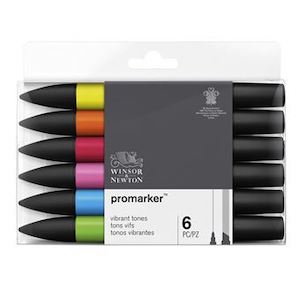 WINSOR
& NEWTON
promarker™
vibrant tones
tons vifs
tonos vibrantes
6
PC/PZ